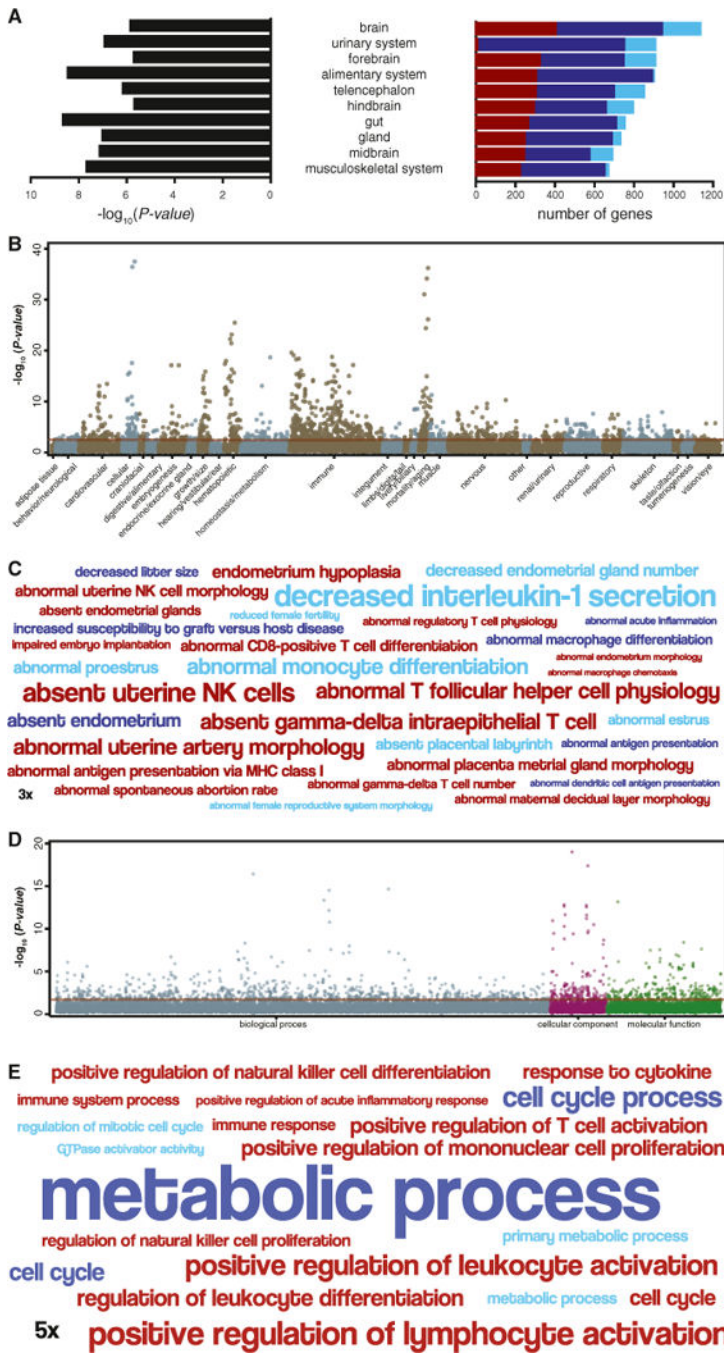 A
brain
urinary system
forebrain
alimentary system
telencephalon
hindbrain
gut
gland
midbrain
musculoskeletal system
10 8 6 4 2 0
-log10(P-value)
0 200 400 600 800 1000 1200
number of genes
B
40
30
20
10
0
-log10 (P-value)
adipose tissue
behavior/neurological
cardiovascular
cellular
craniofacial
digestive/alimentary
embryogenesis
endocrine/exocrine gland
growth/size
hearing/vestibular/ear
hematopoietic
homeostasis/metabolism
immune
integument
limbs/digits/tail
liver/biliary
mortality/aging
muscle
nervous
other
renal/urinary
reproductive
respiratory
skeleton
taste/olfaction
tumorigenesis
vision/eye
C
decreased litter size
endometrium hypoplasia
decreased endometrial gland number
abnormal uterine NK cell morphology
decreased interleukin-1 secretion
absent endometrial glands
reduced female fertility
abnormal regulatory T cell physiology
abnormal acute inflammation
increased susceptibility to graft versus host disease
abnormal macrophage differentiation
impaired embryo implantation
abnormal CD8-positive T cell differentiation
abnormal endometrium morphology
abnormal proestrus
abnormal monocyte differentiation
abnormal macrophage chemotaxis
absent uterine NK cells
abnormal T follicular helper cell physiology
absent endometrium
absent gamma-delta intraepithelial T cell
abnormal estrus
abnormal uterine artery morphology
absent placental labyrinth
abnormal antigen presentation
abnormal antigen presentation via MHC class I
abnormal placenta metrial gland morphology
3x
abnormal spontaneous abortion rate
abnormal gamma-delta T cell number
abnormal dendritic cell antigen presentation
abnormal female reproductive system morphology
abnormal maternal decidual layer morphology
D
20
15
10
5
0
-log10 (P-value)
biological proces
cellular component
molecular function
E
positive regulation of natural killer cell differentiation
response to cytokine
immune system process
positive regulation of acute inflammatory response
cell cycle process
regulation of mitotic cell cycle
immune response
positive regulation of T cell activation
GTPase activator activity
positive regulation of mononuclear cell proliferation
metabolic process
regulation of natural killer cell proliferation
primary metabolic process
cell cycle
positive regulation of leukocyte activation
regulation of leukocyte differentiation
metabolic process
cell cycle
5x
positive regulation of lymphocyte activation